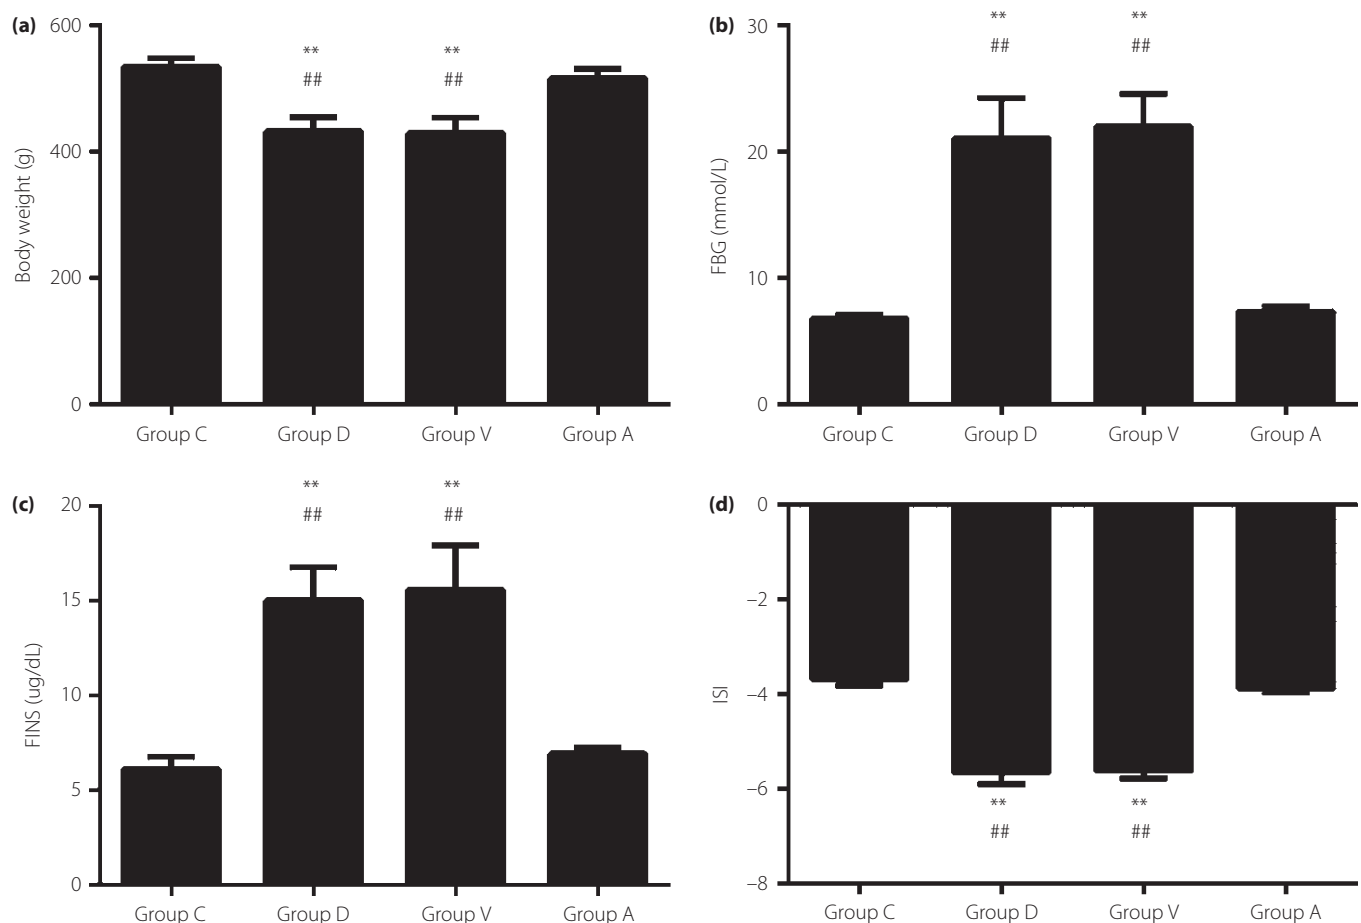 (a)
600
400
200
0
Body weight (g)
** **
## ##
Group C Group D Group V Group A
(b)
30
20
10
0
FBG (mmol/L)
** **
## ##
Group C Group D Group V Group A
(c)
20
15
10
5
0
FINS (ug/dL)
** **
## ##
Group C Group D Group V Group A
(d)
0
−2
−4
−6
−8
ISI
** **
## ##
Group C Group D Group V Group A